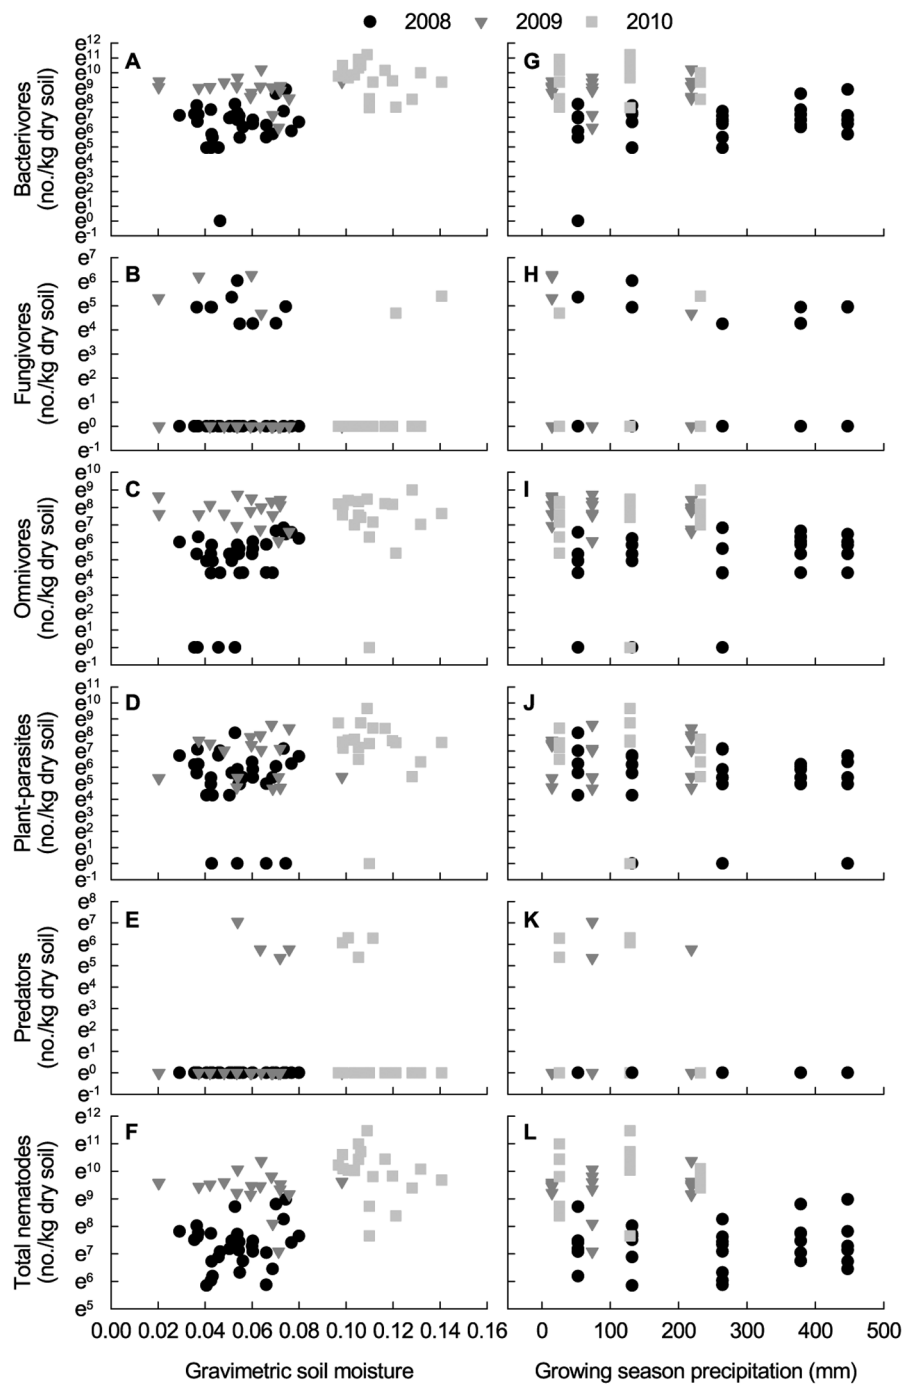 2008 2009 2010
A
Bacterivores
(no./kg dry soil)
e¹²
e¹¹
e¹⁰
e⁹
e⁸
e⁷
e⁶
e⁵
e⁴
e³
e²
e¹
e⁰
e⁻¹
G
B
Fungivores
(no./kg dry soil)
e⁷
e⁶
e⁵
e⁴
e³
e²
e¹
e⁰
e⁻¹
H
C
Omnivores
(no./kg dry soil)
e¹⁰
e⁹
e⁸
e⁷
e⁶
e⁵
e⁴
e³
e²
e¹
e⁰
e⁻¹
I
D
Plant-parasites
(no./kg dry soil)
e¹¹
e¹⁰
e⁹
e⁸
e⁷
e⁶
e⁵
e⁴
e³
e²
e¹
e⁰
e⁻¹
J
E
Predators
(no./kg dry soil)
e⁸
e⁷
e⁶
e⁵
e⁴
e³
e²
e¹
e⁰
e⁻¹
K
F
Total nematodes
(no./kg dry soil)
e¹²
e¹¹
e¹⁰
e⁹
e⁸
e⁷
e⁶
e⁵
L
0.00 0.02 0.04 0.06 0.08 0.10 0.12 0.14 0.16
0 100 200 300 400 500
Gravimetric soil moisture
Growing season precipitation (mm)